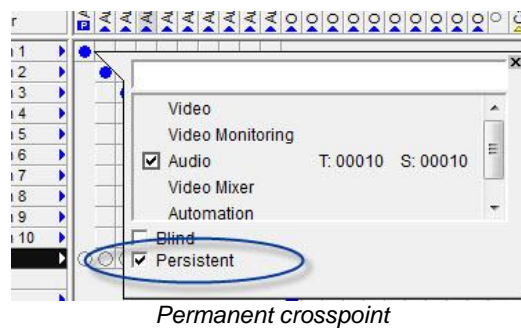 r
P
1
2
3
4
5
6
7
8
9
10
Video
Video Monitoring
Audio T: 00010 S: 00010
Video Mixer
Automation
Blind
Persistent
Permanent crosspoint